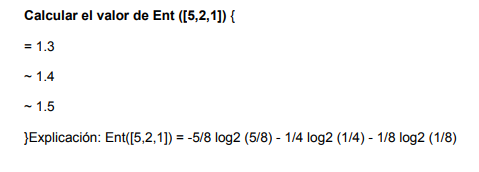 Calcular el valor de Ent ([5,2,1]) {
= 1.3
~ 1.4
~ 1.5
}Explicación: Ent([5,2,1]) = -5/8 log2 (5/8) - 1/4 log2 (1/4) - 1/8 log2 (1/8)